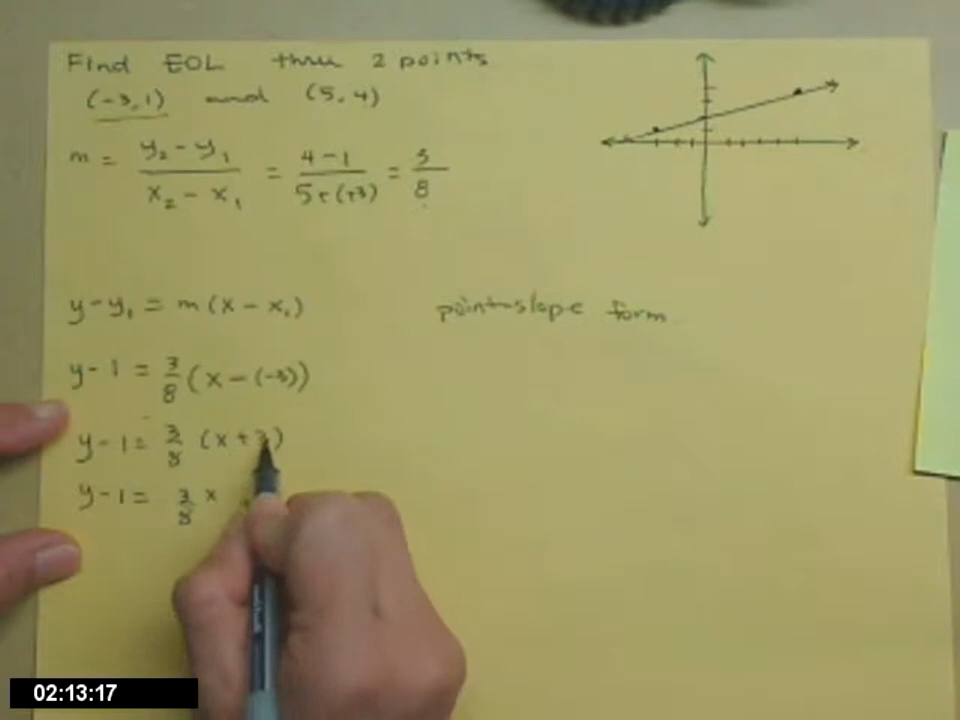 Find EOL thru 2 points
(-3,1) and (5,4)
m = y₂ - y₁ / x₂ - x₁ = 4 - 1 / 5 + (+3) = 3 / 8
y - y₁ = m (x - x₁) point-slope form
y - 1 = 3/8 (x - (-3))
y - 1 = 3/8 (x + 3)
y - 1 = 3/8 x
02:13:17